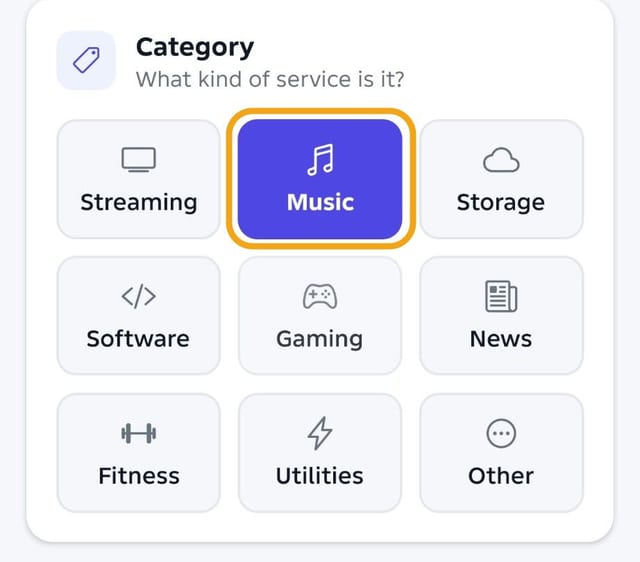 Category
What kind of service is it?
Streaming
Music
Storage
Software
Gaming
News
Fitness
Utilities
Other